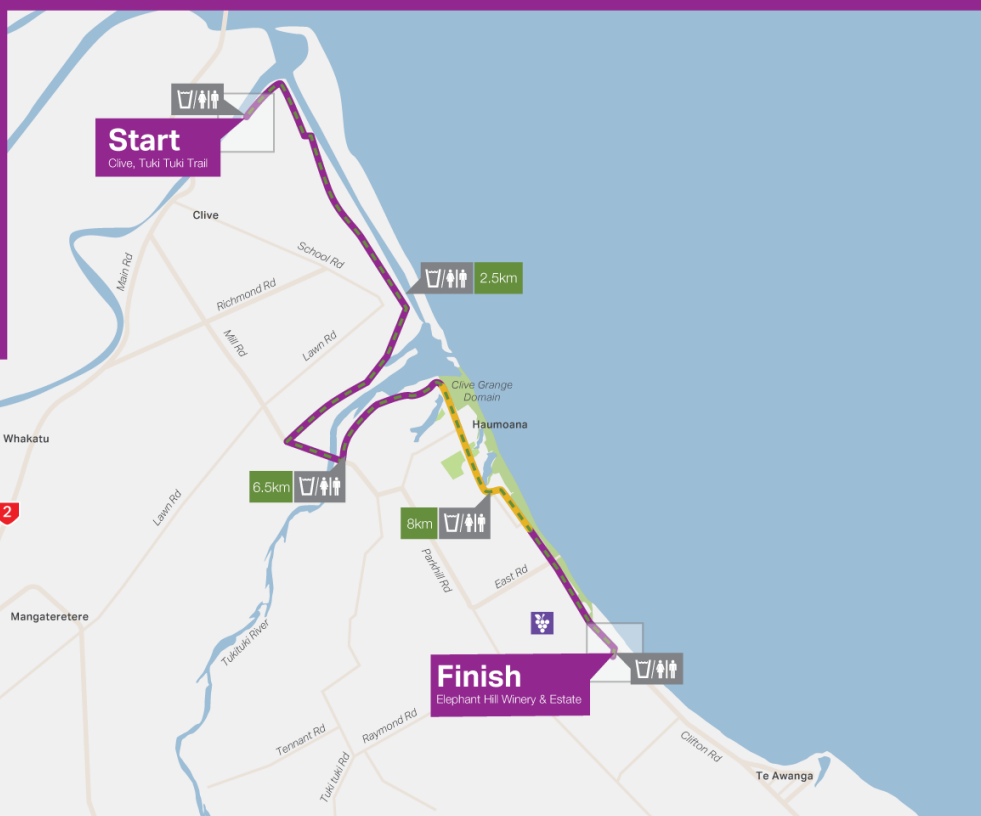 Start
Clive, Tuki Tuki Trail
Clive
School Rd
Main Rd
2.5km
Richmond Rd
Mill Rd
Lawn Rd
Clive Grange
Domain
Haumoana
Whakatu
6.5km
Lawn Rd
2
8km
Parkhill Rd
East Rd
Mangateretere
Tukituki River
Finish
Elephant Hill Winery & Estate
Raymond Rd
Tennant Rd
Tuki tuki Rd
Clifton Rd
Te Awanga